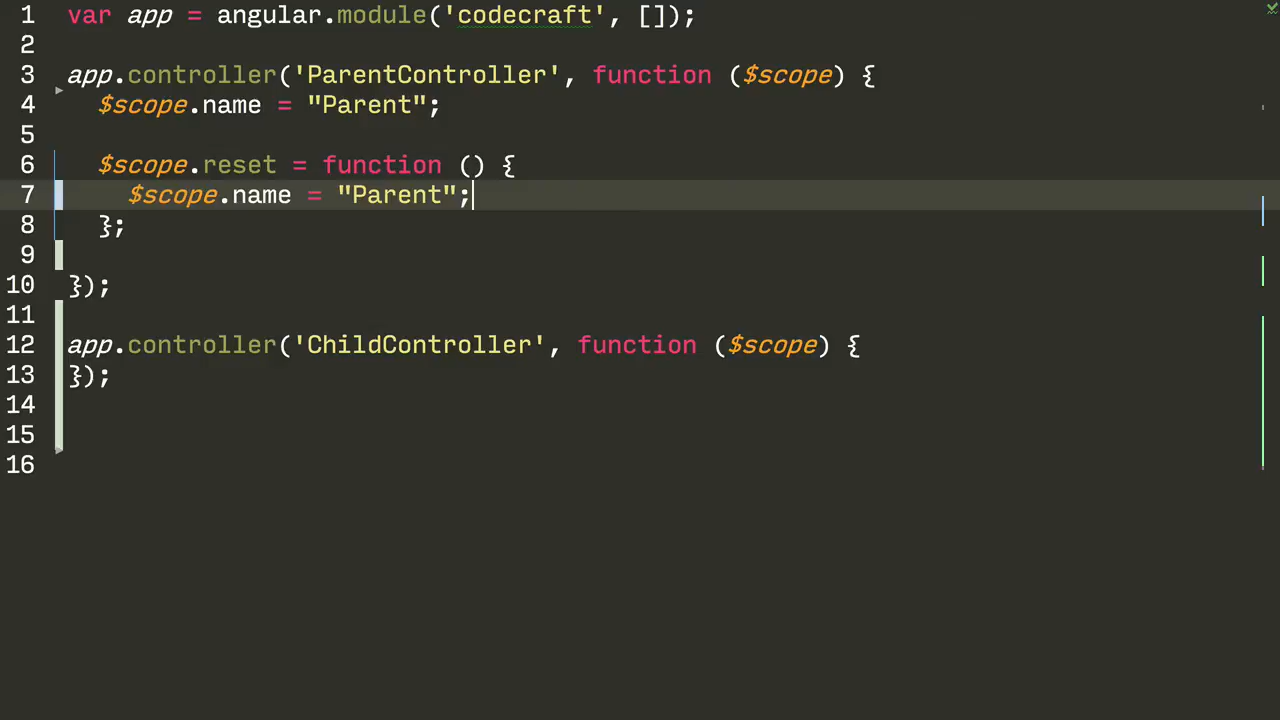 1 var app = angular.module('codecraft', []);
2
3 app.controller('ParentController', function ($scope) {
4 $scope.name = "Parent";
5
6 $scope.reset = function () {
7 $scope.name = "Parent";
8 };
9
10 });
11
12 app.controller('ChildController', function ($scope) {
13 });
14
15
16